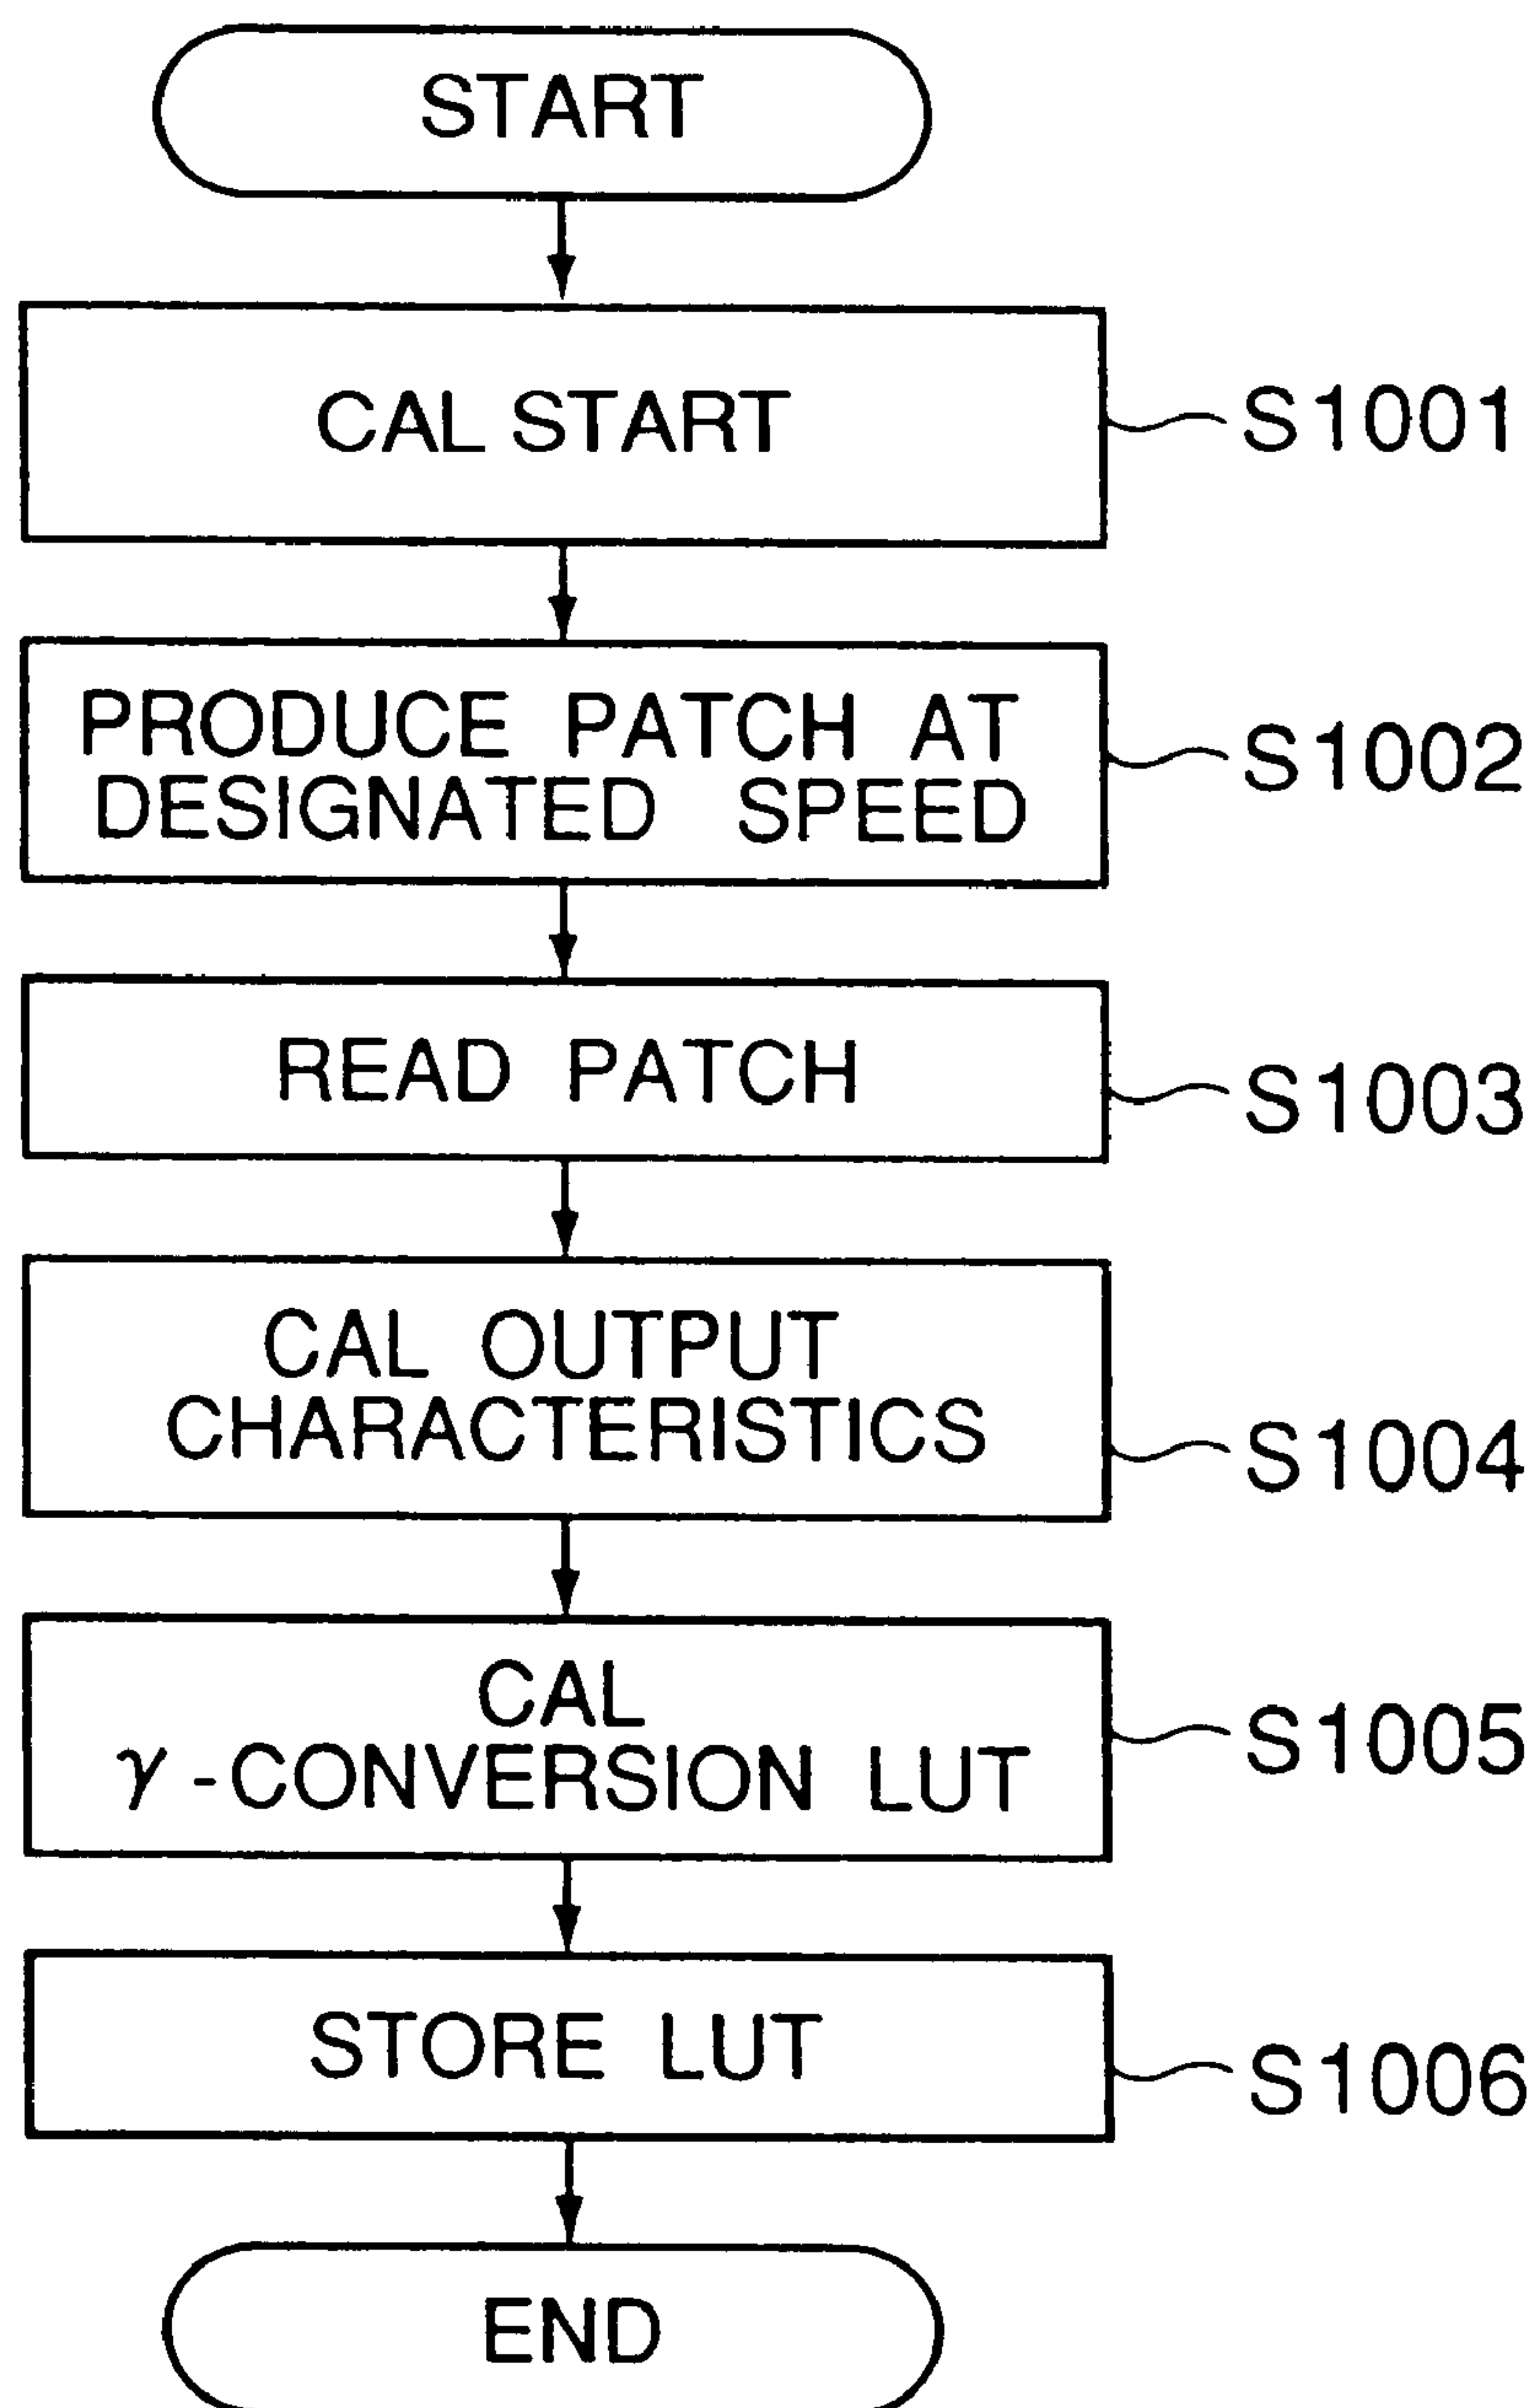 START
CAL START
S1001
PRODUCE PATCH AT
DESIGNATED SPEED
S1002
READ PATCH
S1003
CAL OUTPUT
CHARACTERISTICS
S1004
CAL
γ-CONVERSION LUT
S1005
STORE LUT
S1006
END